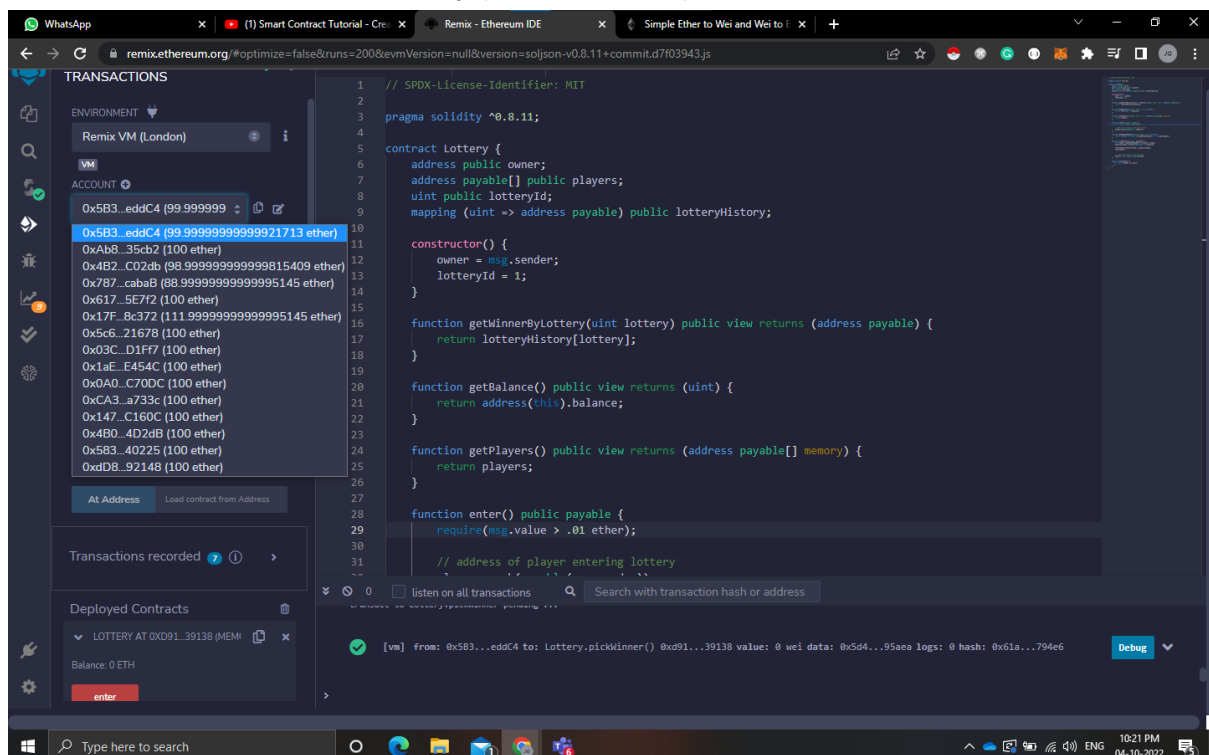 WhatsApp
(1) Smart Contract Tutorial - Crea
Remix - Ethereum IDE
Simple Ether to Wei and Wei to E
remix.ethereum.org/#optimize=false&runs=200&evmVersion=null&version=soljson-v0.8.11+commit.d7f03943.js
TRANSACTIONS
ENVIRONMENT
Remix VM (London)
VM
ACCOUNT
0x5B3...eddC4 (99.999999
0x5B3...eddC4 (99.99999999999921713 ether)
0xAb8...35cb2 (100 ether)
0x4B2...C02db (98.999999999999815409 ether)
0x787...cabaB (88.99999999999995145 ether)
0x617...5E7f2 (100 ether)
0x17F...8c372 (111.99999999999995145 ether)
0x5c6...21678 (100 ether)
0x03C...D1Ff7 (100 ether)
0x1aE...E454C (100 ether)
0x0A0...C70DC (100 ether)
0xCA3...a733c (100 ether)
0x147...C160C (100 ether)
0x4B0...4D2dB (100 ether)
0x583...40225 (100 ether)
0xdD8...92148 (100 ether)
At Address Load contract from Address
Transactions recorded 7
Deployed Contracts
LOTTERY AT 0XD91...39138 (MEM
Balance: 0 ETH
enter
9
1 // SPDX-License-Identifier: MIT
2
3 pragma solidity ^0.8.11;
4
5 contract Lottery {
6 address public owner;
7 address payable[] public players;
8 uint public lotteryId;
9 mapping (uint => address payable) public lotteryHistory;
10
11 constructor() {
12 owner = msg.sender;
13 lotteryId = 1;
14 }
15
16 function getWinnerByLottery(uint lottery) public view returns (address payable) {
17 return lotteryHistory[lottery];
18 }
19
20 function getBalance() public view returns (uint) {
21 return address(this).balance;
22 }
23
24 function getPlayers() public view returns (address payable[] memory) {
25 return players;
26 }
27
28 function enter() public payable {
29 require(msg.value > .01 ether);
30
31 // address of player entering lottery
0 listen on all transactions Search with transaction hash or address
[vm] from: 0x5B3...eddC4 to: Lottery.pickWinner() 0xd91...39138 value: 0 wei data: 0x5d4...95aea logs: 0 hash: 0x61a...794e6
Debug
>
Type here to search
ENG
10:21 PM
04-10-2022